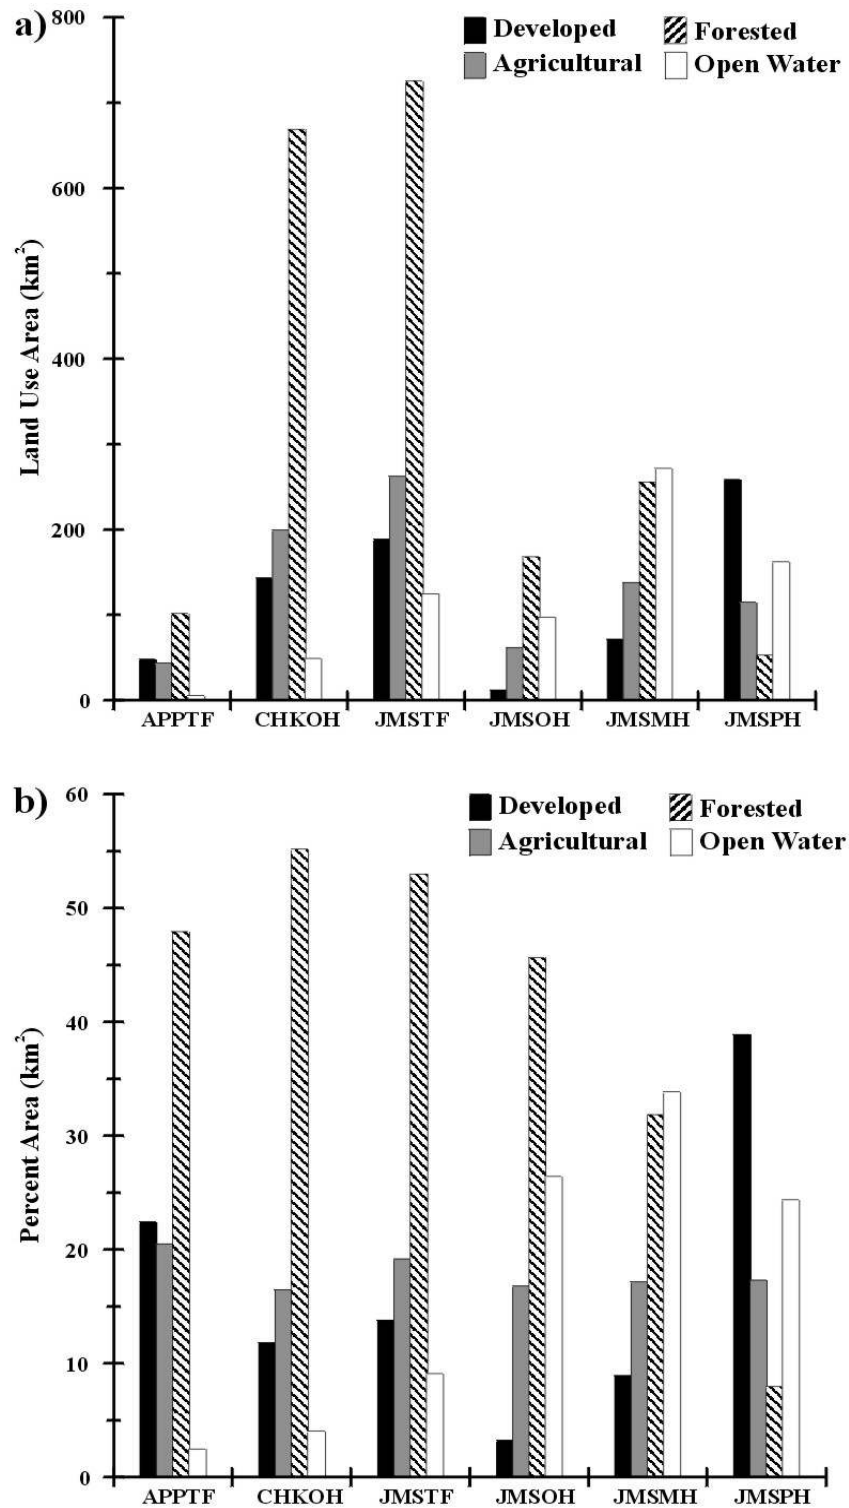 a)
800
600
400
200
0
Land Use Area (km²)
Developed
Forested
Agricultural
Open Water
APPTF CHKOH JMSTF JMSOH JMSMH JMSPH
b)
60
50
40
30
20
10
0
Percent Area (km²)
Developed
Forested
Agricultural
Open Water
APPTF CHKOH JMSTF JMSOH JMSMH JMSPH